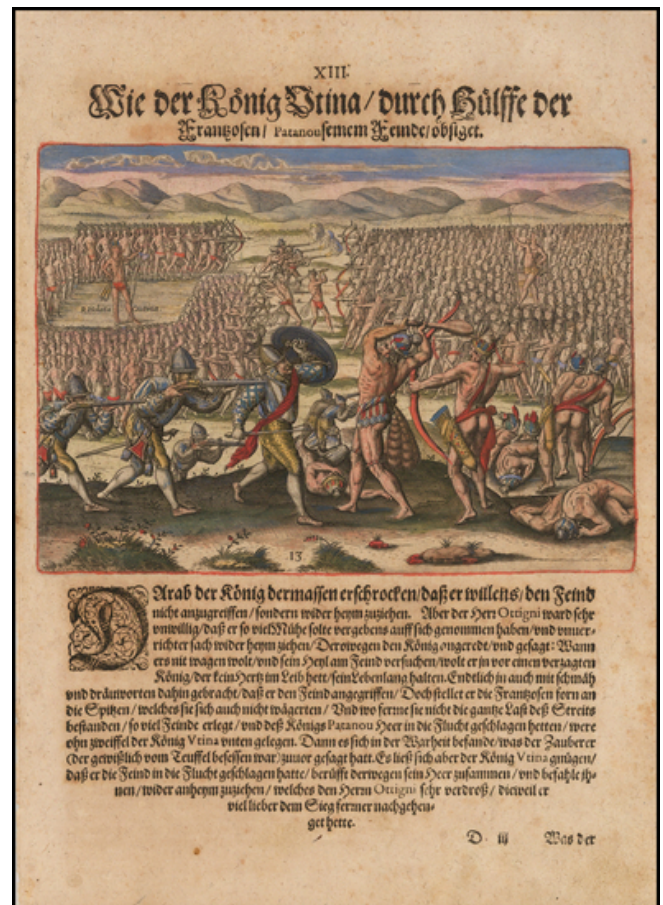 XIII.
Wie der König Vtina/durch Hülffe der
Frantzosen/ Patanou seinem Feinde/obsiget.
R. Holata Outina
13
DArab der König dermassen erschrocken/daß er willens/den Feind
nicht anzugreiffen/sondern wider heym zuziehen. Aber der Herr Ottigni ward sehr
vnwillig/daß er so viel Mühe solte vergebens auff sich genommen haben/vnd vnuer-
richter sach wider heym ziehen/Derowegen den König angeredt/vnd gesagt: Wann
ers nit wagen wolt/vnd sein Heyl am Feind versuchen/wolt er in vor einen verzagten
König/der kein Hertz im Leib hett/sein Lebenlang halten. Endtlich in auch mit schmäh
vnd dräuworten dahin gebracht/daß er den Feind angegriffen/Doch stellet er die Frantzosen forn an
die Spitzen/welches sie sich auch nicht wägerten/Vnd wo ferrne sie nicht die gantze Last deß Streits
bestanden/so viel Feinde erlegt/vnd deß Königs Patanou Heer in die Flucht geschlagen hetten/were
ohn zweiffel der König Vtina vnten gelegen. Dann es sich in der Warheit befande/was der Zauberer
(der gewißlich vom Teuffel besessen war) zuuor gesagt hatt. Es ließ sich aber der König Vtina gnügen/
daß er die Feind in die Flucht geschlagen hatte/berüfft derwegen sein Heer zusammen/vnd befahle ih-
nen/wider anheym zuziehen/welches den Herrn Ottigni sehr verdroß/dieweil er
viel lieber dem Sieg ferrner nachgehen-
get hette.
D iij Was der